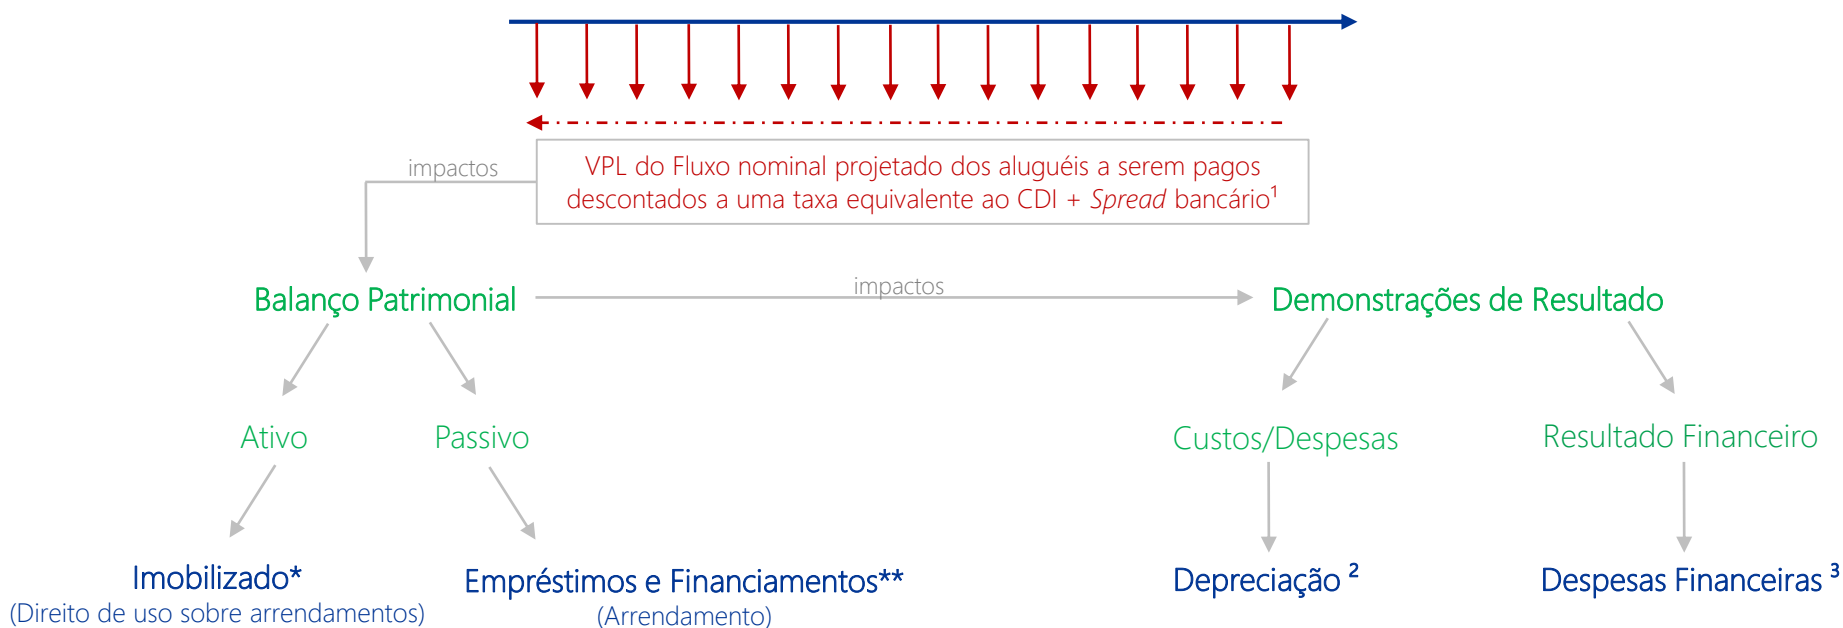 VPL do Fluxo nominal projetado dos aluguéis a serem pagos
descontados a uma taxa equivalente ao CDI + Spread bancário¹
impactos
impactos
Balanço Patrimonial
Demonstrações de Resultado
Ativo
Passivo
Custos/Despesas
Resultado Financeiro
Imobilizado*
(Direito de uso sobre arrendamentos)
Empréstimos e Financiamentos**
(Arrendamento)
Depreciação ²
Despesas Financeiras ³